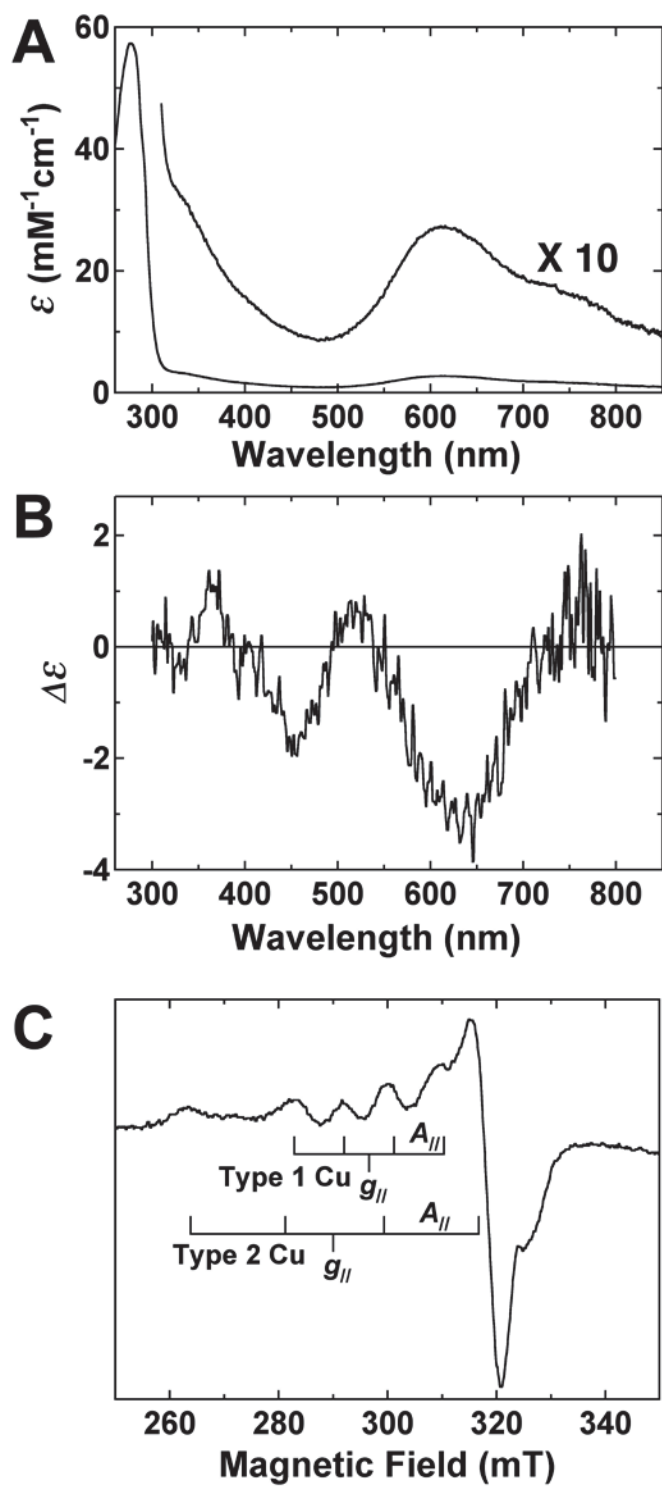 A
60
40
20
0
ε (mM⁻¹cm⁻¹)
X 10
300 400 500 600 700 800
Wavelength (nm)
B
2
0
-2
-4
Δε
300 400 500 600 700 800
Wavelength (nm)
C
A//
Type 1 Cu g//
A//
Type 2 Cu g//
260 280 300 320 340
Magnetic Field (mT)